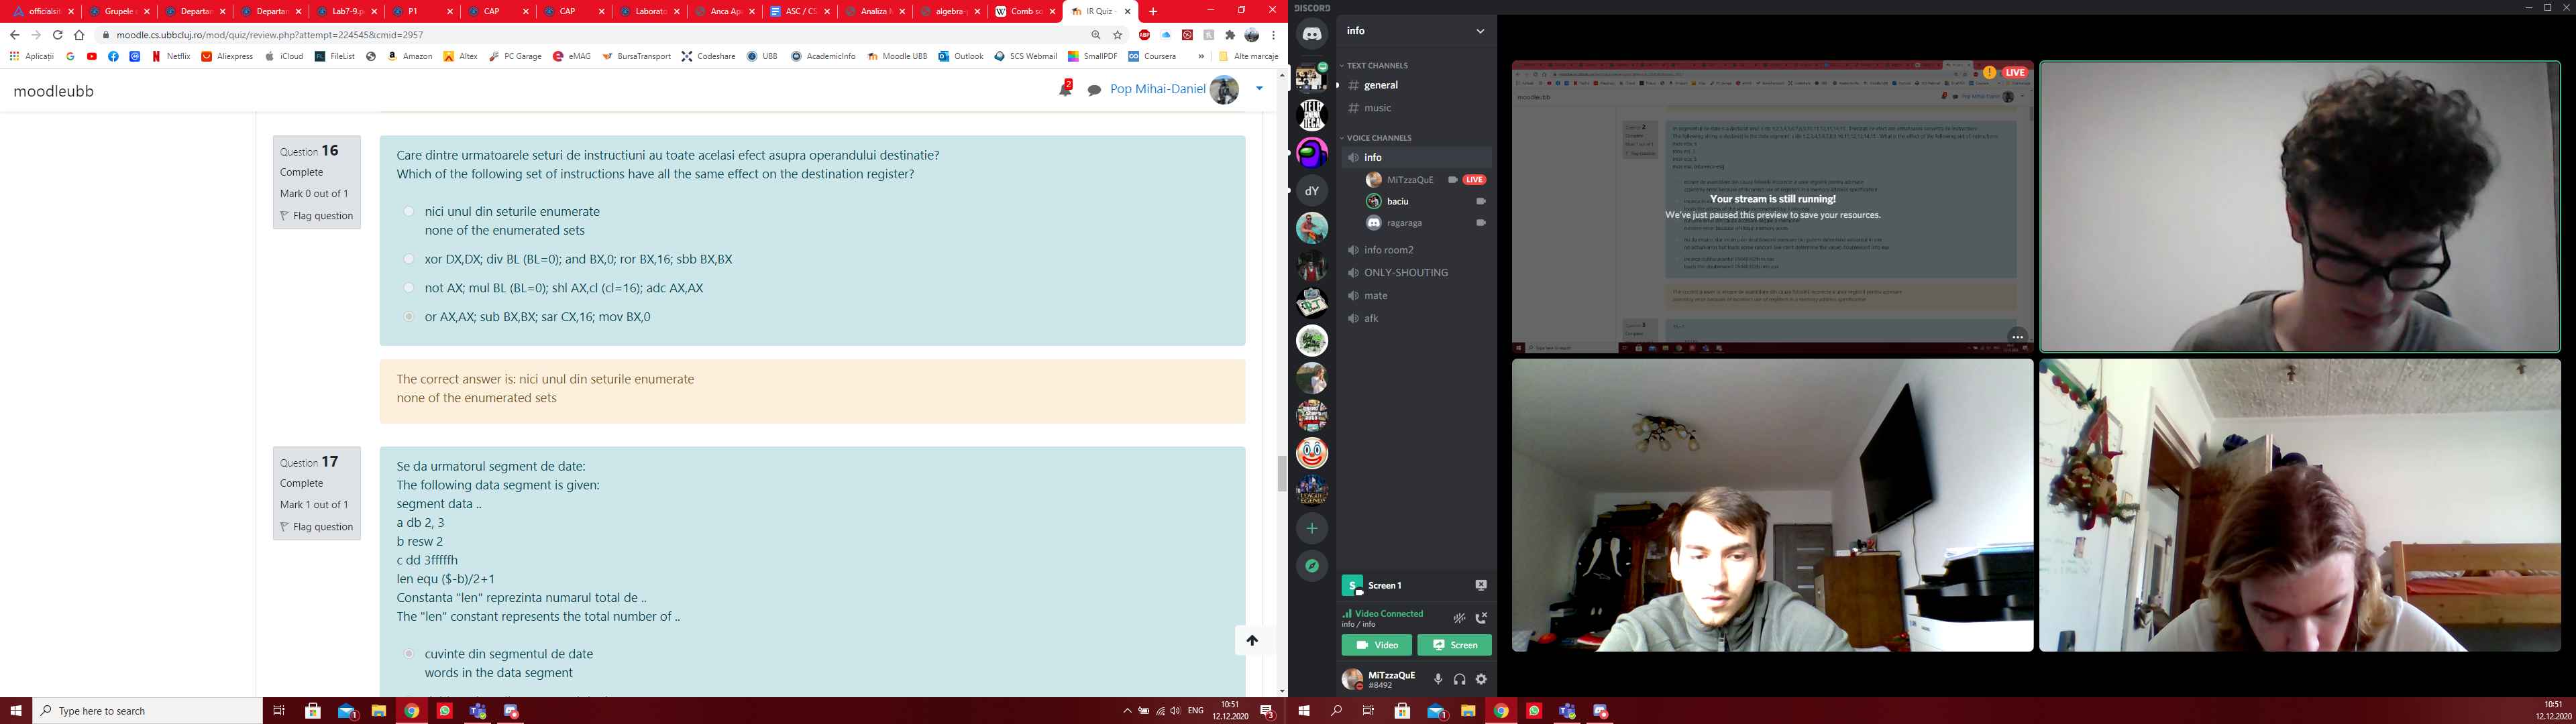 officialsit
Grupele
Departan
Departan
Lab7-9.p
P1
CAP
CAP
Laborato
Anca Ap
ASC / CS
Analiza
algebra-
Comb so
IR Quiz
moodle.cs.ubbcluj.ro/mod/quiz/review.php?attempt=224545&cmid=2957
Aplicații
Netflix
Aliexpress
iCloud
FileList
Amazon
Altex
PC Garage
eMAG
BursaTransport
Codeshare
UBB
AcademicInfo
Moodle UBB
Outlook
SCS Webmail
SmallPDF
Coursera
Alte marcaje
moodleubb
2
Pop Mihai-Daniel
Question 16
Complete
Mark 0 out of 1
Flag question
Care dintre urmatoarele seturi de instructiuni au toate acelasi efect asupra operandului destinatie?
Which of the following set of instructions have all the same effect on the destination register?
nici unul din seturile enumerate
none of the enumerated sets
xor DX,DX; div BL (BL=0); and BX,0; ror BX,16; sbb BX,BX
not AX; mul BL (BL=0); shl AX,cl (cl=16); adc AX,AX
or AX,AX; sub BX,BX; sar CX,16; mov BX,0
The correct answer is: nici unul din seturile enumerate
none of the enumerated sets
Question 17
Complete
Mark 1 out of 1
Flag question
Se da urmatorul segment de date:
The following data segment is given:
segment data ..
a db 2, 3
b resw 2
c dd 3fffffh
len equ ($-b)/2+1
Constanta "len" reprezinta numarul total de ..
The "len" constant represents the total number of ..
cuvinte din segmentul de date
words in the data segment
Type here to search
ENG
10:51
12.12.2020
DISCORD
info
TEXT CHANNELS
general
music
VOICE CHANNELS
info
MiTzzaQuE
LIVE
baciu
ragaraga
info room2
ONLY-SHOUTING
mate
afk
dY
Screen 1
Video Connected
info / info
Video
Screen
MiTzzaQuE
#8492
LIVE
moodleubb
Your stream is still running!
We've just paused this preview to save your resources.
10:51
12.12.2020